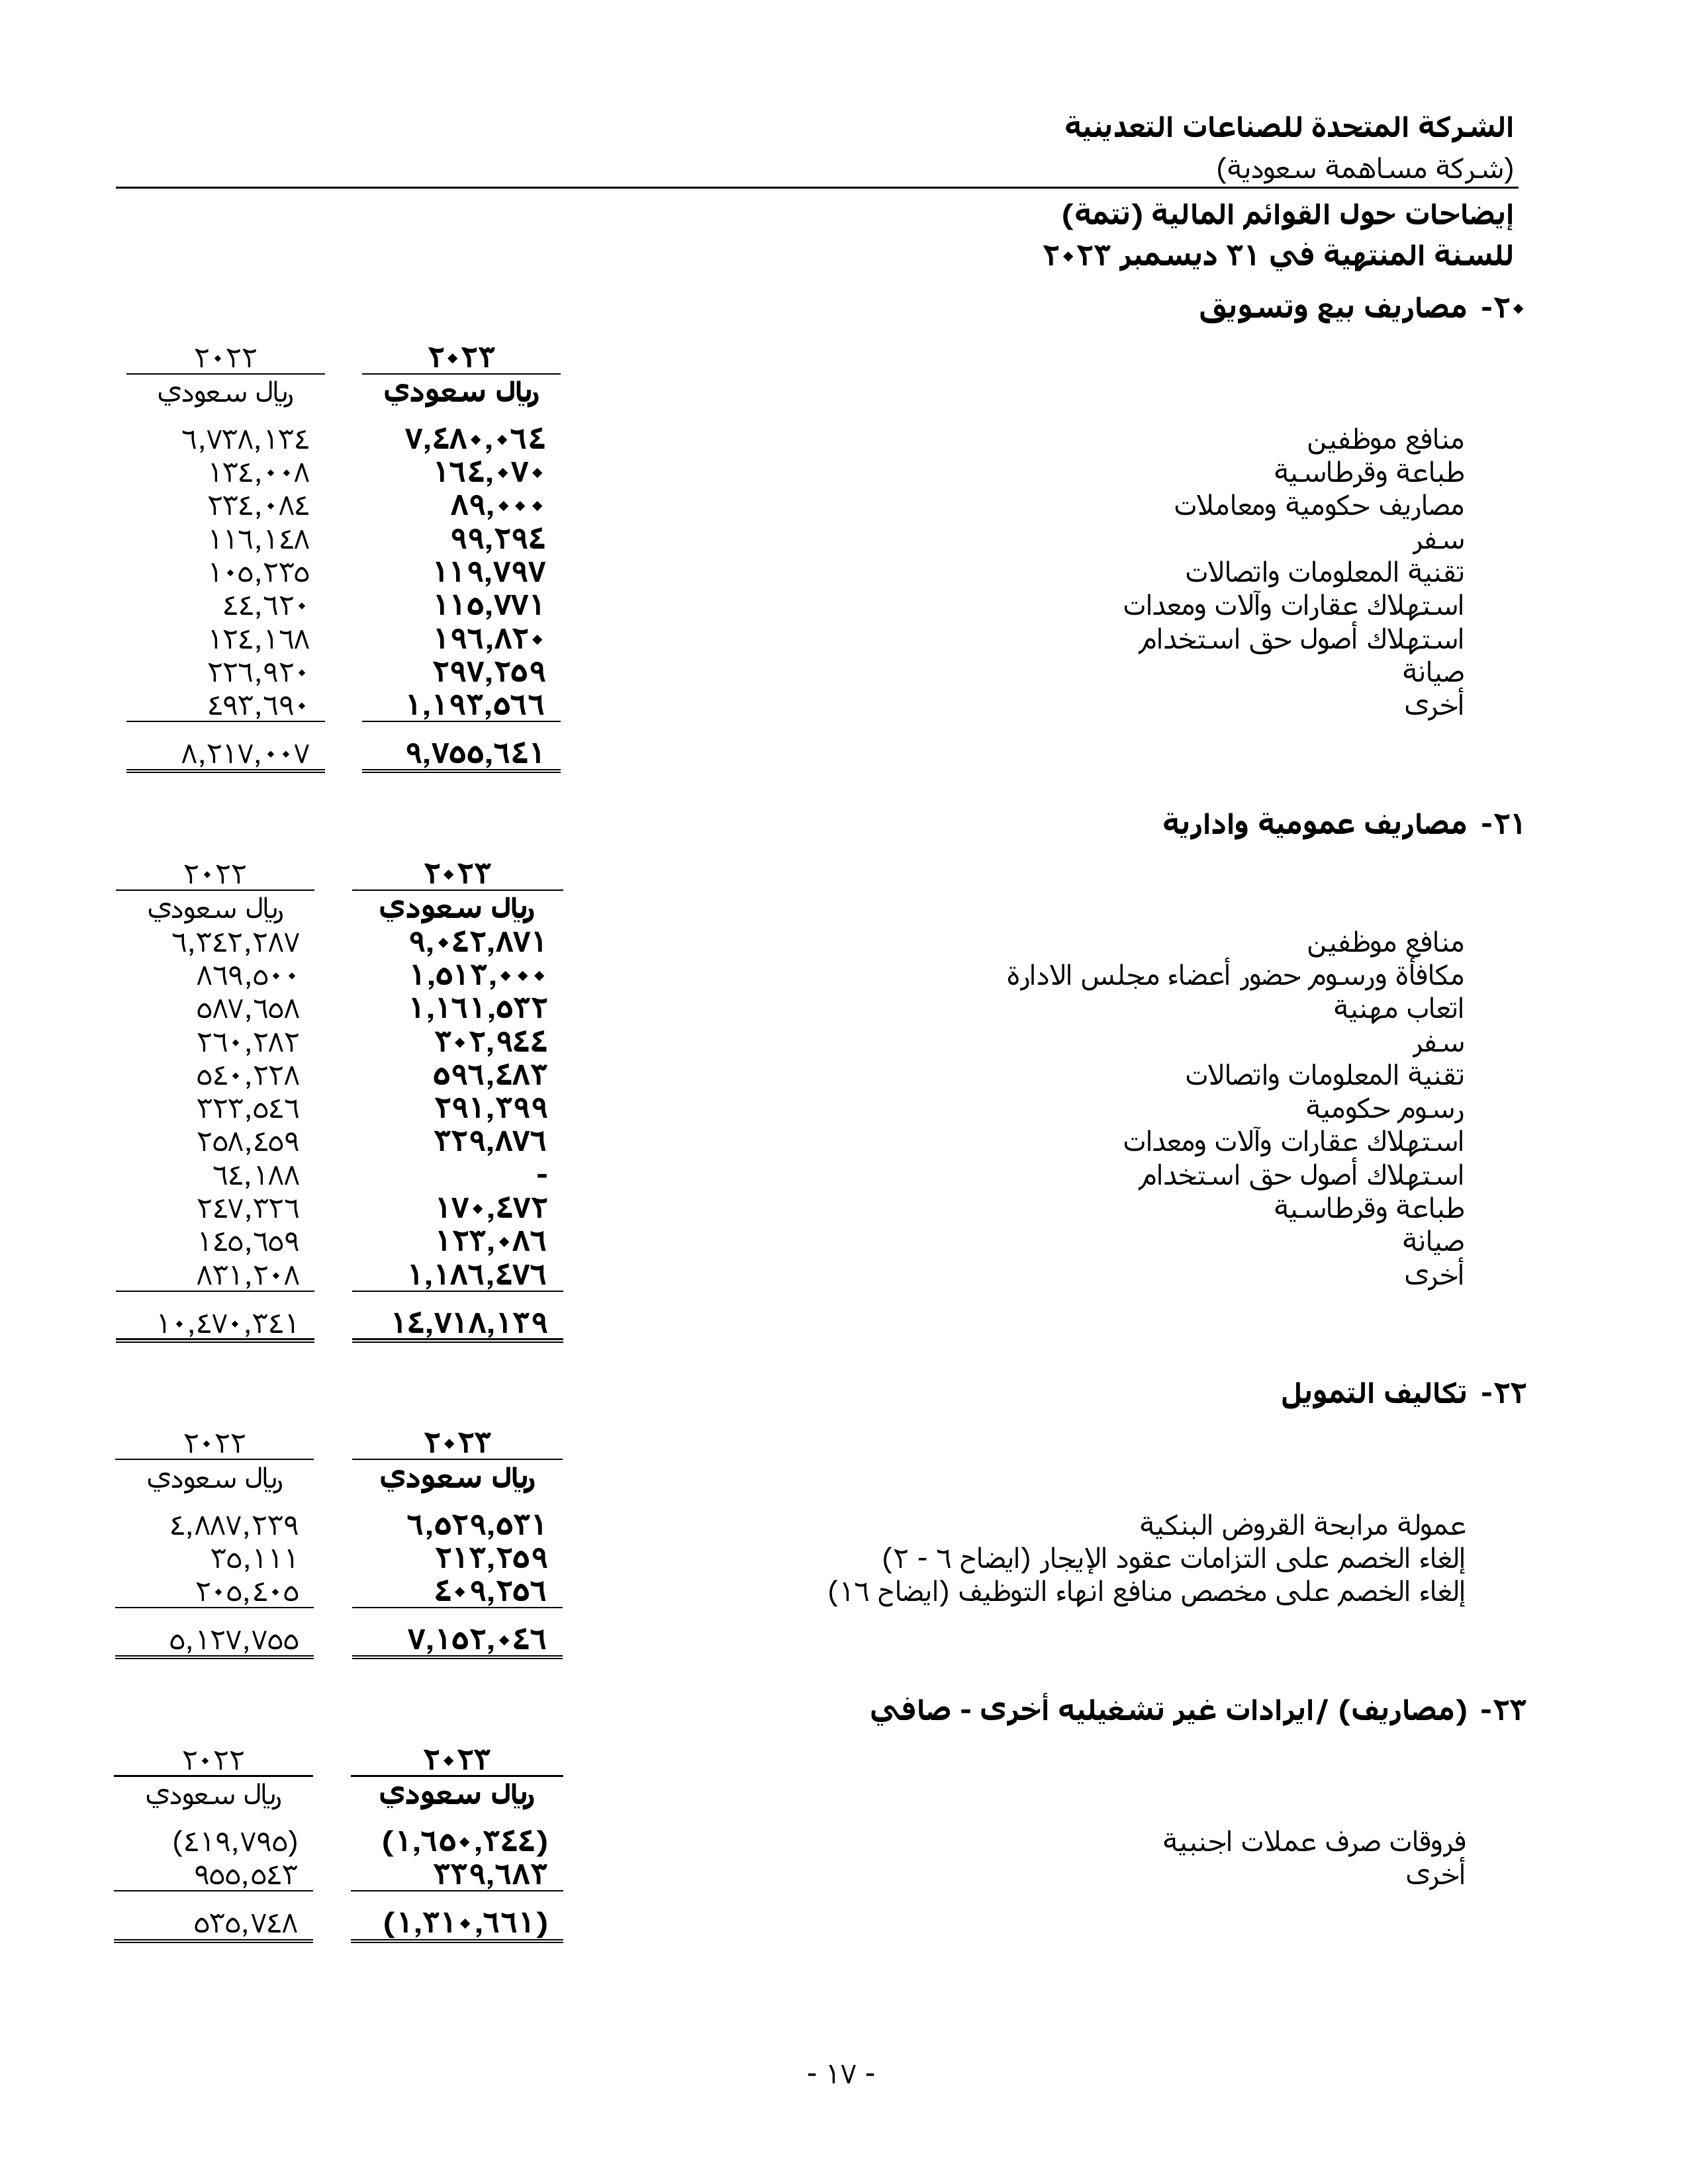 الشركة المتحدة للصناعات التعدينية
(شركة مساهمة سعودية)
إيضاحات حول القوائم المالية (تتمة)
للسنة المنتهية في ٣١ ديسمبر ٢٠٢٣
٢٠- مصاريف بيع وتسويق
٢٠٢٣ ٢٠٢٢
ريال سعودي ريال سعودي
منافع موظفين ٧,٤٨٠,٠٦٤ ٦,٧٣٨,١٣٤
طباعة وقرطاسية ١٦٤,٠٧٠ ١٣٤,٠٠٨
مصاريف حكومية ومعاملات ٨٩,٠٠٠ ٢٣٤,٠٨٤
سفر ٩٩,٢٩٤ ١١٦,١٤٨
تقنية المعلومات واتصالات ١١٩,٧٩٧ ١٠٥,٢٣٥
استهلاك عقارات وآلات ومعدات ١١٥,٧٧١ ٤٤,٦٢٠
استهلاك أصول حق استخدام ١٩٦,٨٢٠ ١٢٤,١٦٨
صيانة ٢٩٧,٢٥٩ ٢٢٦,٩٢٠
أخرى ١,١٩٣,٥٦٦ ٤٩٣,٦٩٠
٩,٧٥٥,٦٤١ ٨,٢١٧,٠٠٧
٢١- مصاريف عمومية وادارية
٢٠٢٣ ٢٠٢٢
ريال سعودي ريال سعودي
منافع موظفين ٩,٠٤٢,٨٧١ ٦,٣٤٢,٢٨٧
مكافأة ورسوم حضور أعضاء مجلس الادارة ١,٥١٣,٠٠٠ ٨٦٩,٥٠٠
اتعاب مهنية ١,١٦١,٥٣٢ ٥٨٧,٦٥٨
سفر ٣٠٢,٩٤٤ ٢٦٠,٢٨٢
تقنية المعلومات واتصالات ٥٩٦,٤٨٣ ٥٤٠,٢٢٨
رسوم حكومية ٢٩١,٣٩٩ ٣٢٣,٥٤٦
استهلاك عقارات وآلات ومعدات ٣٢٩,٨٧٦ ٢٥٨,٤٥٩
استهلاك أصول حق استخدام - ٦٤,١٨٨
طباعة وقرطاسية ١٧٠,٤٧٢ ٢٤٧,٣٢٦
صيانة ١٢٣,٠٨٦ ١٤٥,٦٥٩
أخرى ١,١٨٦,٤٧٦ ٨٣١,٢٠٨
١٤,٧١٨,١٣٩ ١٠,٤٧٠,٣٤١
٢٢- تكاليف التمويل
٢٠٢٣ ٢٠٢٢
ريال سعودي ريال سعودي
عمولة مرابحة القروض البنكية ٦,٥٢٩,٥٣١ ٤,٨٨٧,٢٣٩
إلغاء الخصم على التزامات عقود الإيجار (ايضاح ٦ - ٢) ٢١٣,٢٥٩ ٣٥,١١١
إلغاء الخصم على مخصص منافع انهاء التوظيف (ايضاح ١٦) ٤٠٩,٢٥٦ ٢٠٥,٤٠٥
٧,١٥٢,٠٤٦ ٥,١٢٧,٧٥٥
٢٣- (مصاريف) /ايرادات غير تشغيليه أخرى - صافي
٢٠٢٣ ٢٠٢٢
ريال سعودي ريال سعودي
فروقات صرف عملات اجنبية (١,٦٥٠,٣٤٤) (٤١٩,٧٩٥)
أخرى ٣٣٩,٦٨٣ ٩٥٥,٥٤٣
(١,٣١٠,٦٦١) ٥٣٥,٧٤٨
- ١٧ -